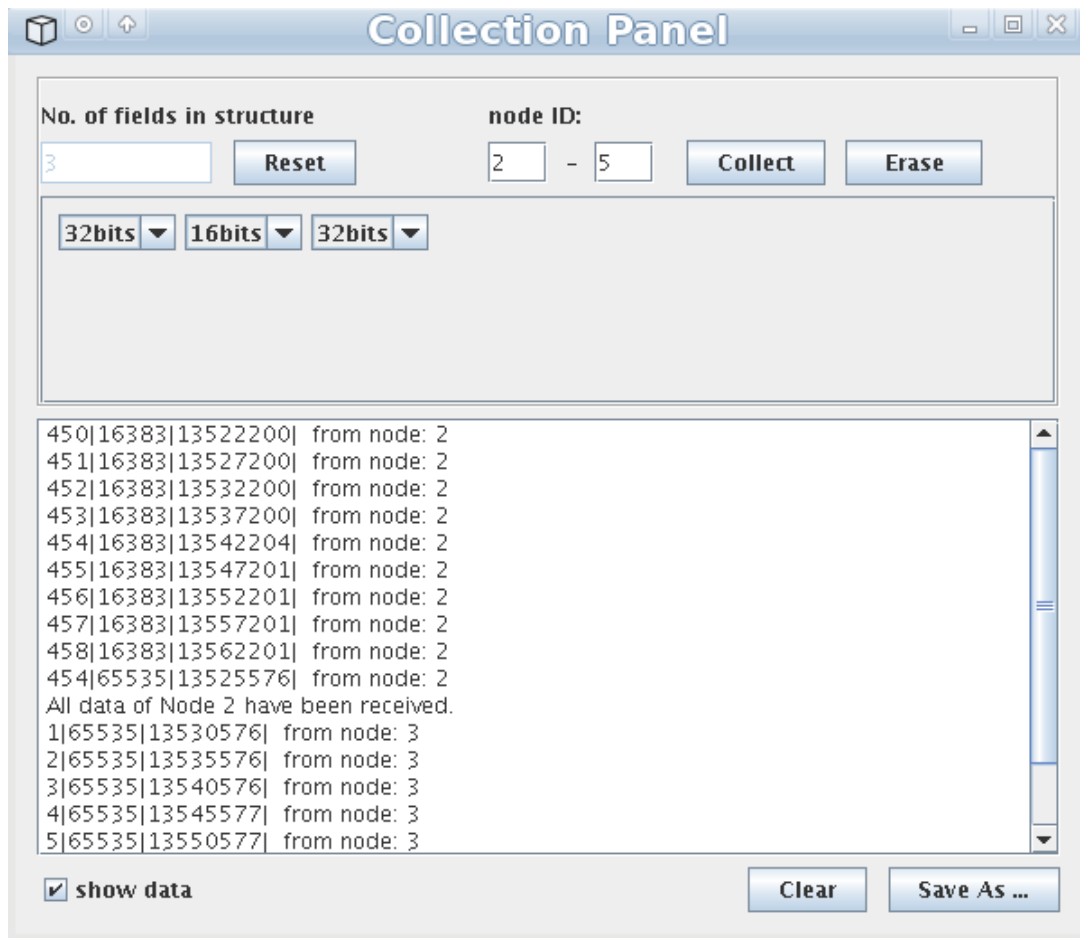 Collection Panel
No. of fields in structure node ID:
3 Reset 2 - 5 Collect Erase
32bits 16bits 32bits
450|16383|13522200| from node: 2
451|16383|13527200| from node: 2
452|16383|13532200| from node: 2
453|16383|13537200| from node: 2
454|16383|13542204| from node: 2
455|16383|13547201| from node: 2
456|16383|13552201| from node: 2
457|16383|13557201| from node: 2
458|16383|13562201| from node: 2
454|65535|13525576| from node: 2
All data of Node 2 have been received.
1|65535|13530576| from node: 3
2|65535|13535576| from node: 3
3|65535|13540576| from node: 3
4|65535|13545577| from node: 3
5|65535|13550577| from node: 3
show data Clear Save As ...